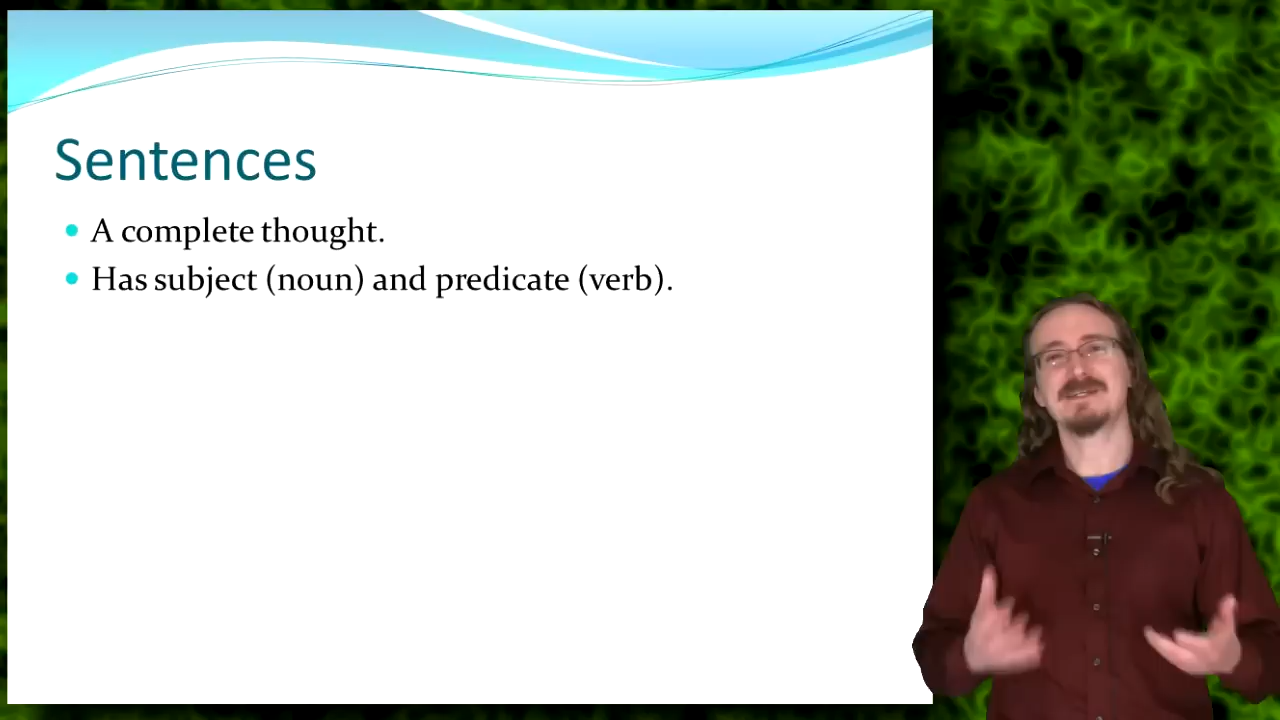 Sentences
A complete thought.
Has subject (noun) and predicate (verb).